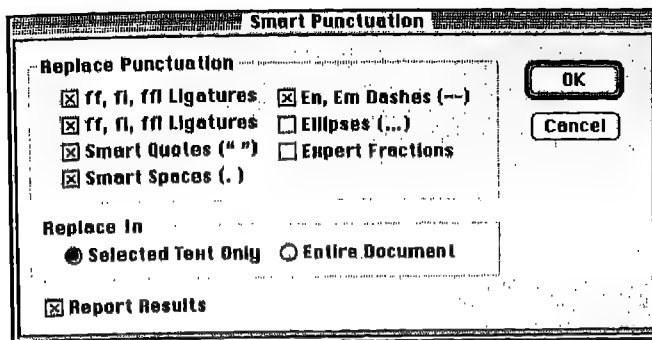 Smart Punctuation
Replace Punctuation
ff, fi, ffi Ligatures
ff, fl, ffl Ligatures
Smart Quotes (“ ”)
Smart Spaces (. )
En, Em Dashes (--)
Ellipses (...)
Expert Fractions
OK
Cancel
Replace In
Selected Text Only Entire Document
Report Results